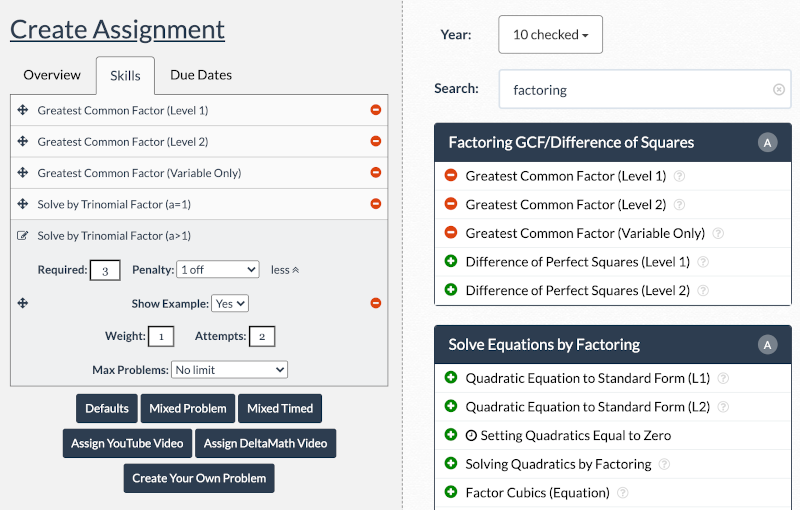 Create Assignment
Overview Skills Due Dates
Greatest Common Factor (Level 1)
Greatest Common Factor (Level 2)
Greatest Common Factor (Variable Only)
Solve by Trinomial Factor (a=1)
Solve by Trinomial Factor (a>1)
Required: 3 Penalty: 1 off less
Show Example: Yes
Weight: 1 Attempts: 2
Max Problems: No limit
Defaults Mixed Problem Mixed Timed
Assign YouTube Video Assign DeltaMath Video
Create Your Own Problem
Year: 10 checked
Search: factoring
Factoring GCF/Difference of Squares A
Greatest Common Factor (Level 1) ?
Greatest Common Factor (Level 2) ?
Greatest Common Factor (Variable Only) ?
Difference of Perfect Squares (Level 1) ?
Difference of Perfect Squares (Level 2) ?
Solve Equations by Factoring A
Quadratic Equation to Standard Form (L1) ?
Quadratic Equation to Standard Form (L2) ?
Setting Quadratics Equal to Zero
Solving Quadratics by Factoring ?
Factor Cubics (Equation) ?